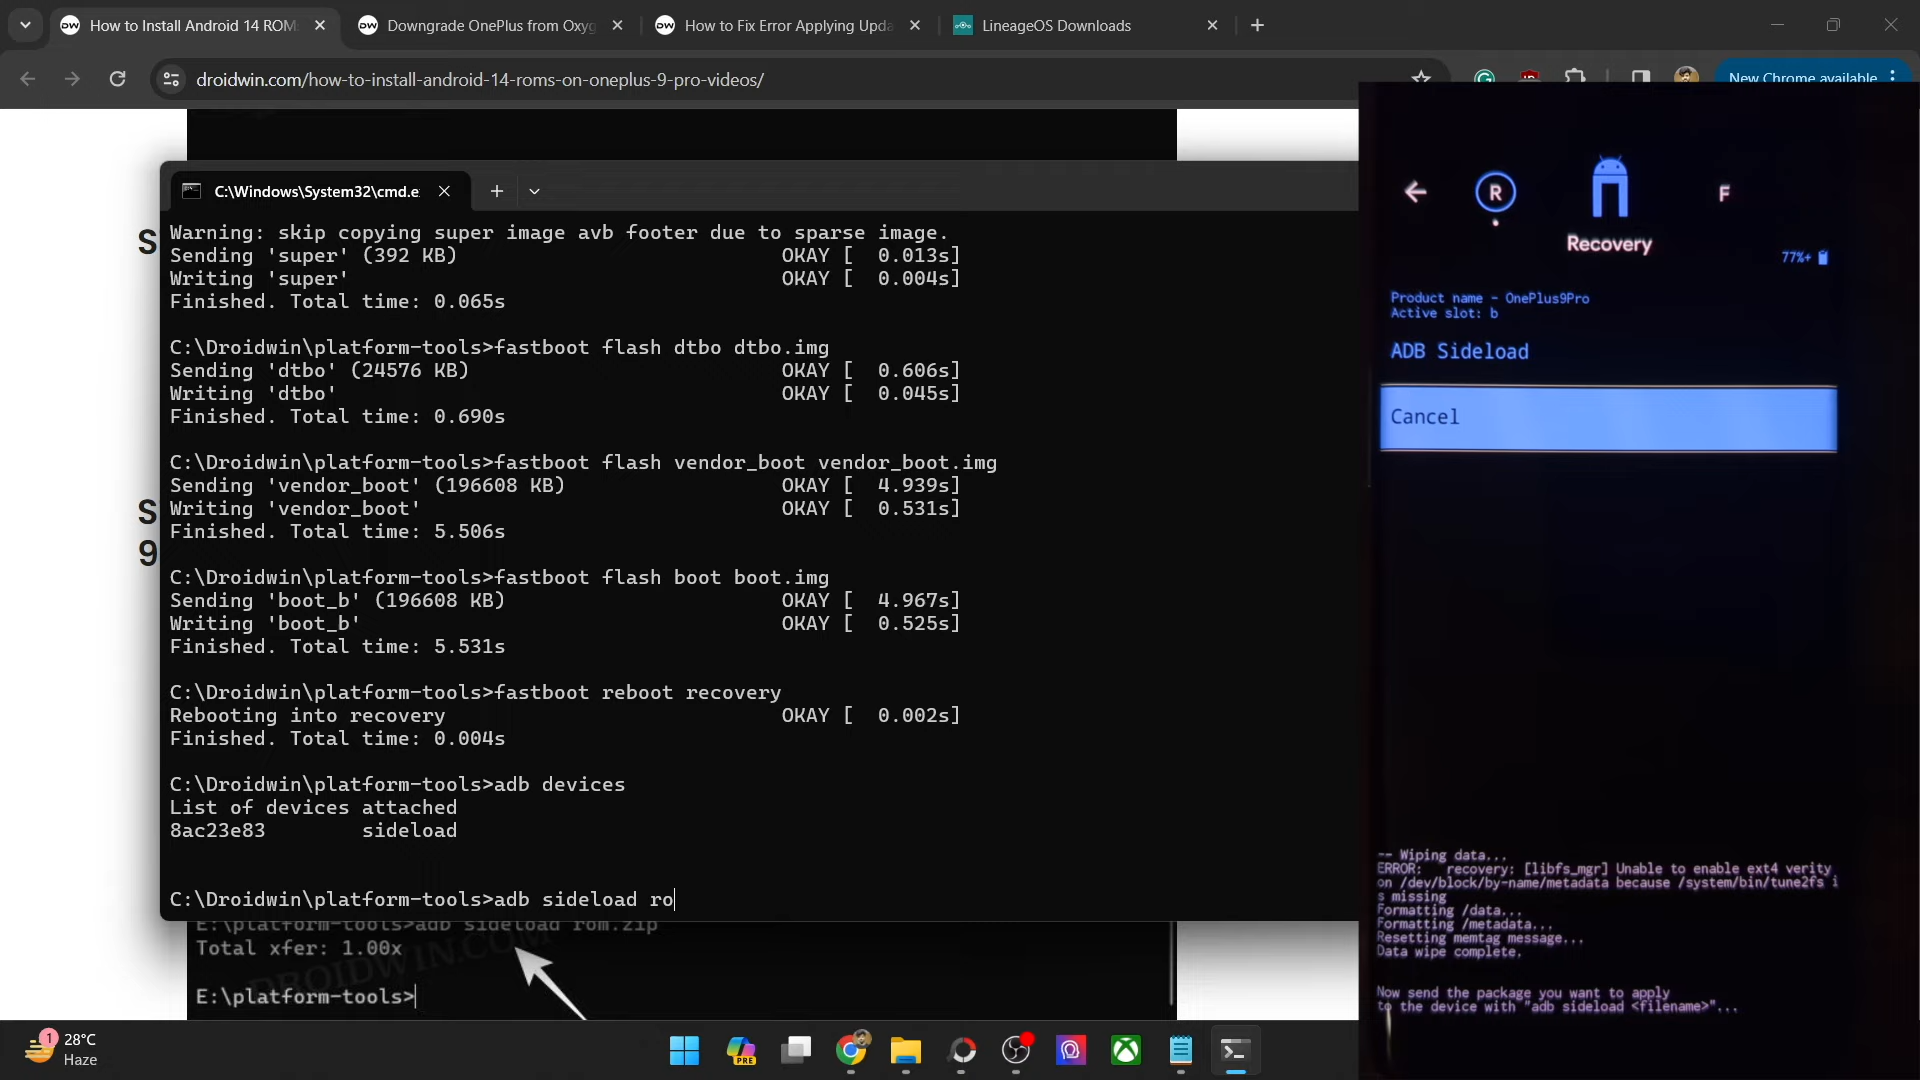 How to Install Android 14 ROM
Downgrade OnePlus from Oxyg
How to Fix Error Applying Upda
LineageOS Downloads
droidwin.com/how-to-install-android-14-roms-on-oneplus-9-pro-videos/
New Chrome available
C:\Windows\System32\cmd.e
S
S
9
Warning: skip copying super image avb footer due to sparse image.
Sending 'super' (392 KB) OKAY [ 0.013s]
Writing 'super' OKAY [ 0.004s]
Finished. Total time: 0.065s
C:\Droidwin\platform-tools>fastboot flash dtbo dtbo.img
Sending 'dtbo' (24576 KB) OKAY [ 0.606s]
Writing 'dtbo' OKAY [ 0.045s]
Finished. Total time: 0.690s
C:\Droidwin\platform-tools>fastboot flash vendor_boot vendor_boot.img
Sending 'vendor_boot' (196608 KB) OKAY [ 4.939s]
Writing 'vendor_boot' OKAY [ 0.531s]
Finished. Total time: 5.506s
C:\Droidwin\platform-tools>fastboot flash boot boot.img
Sending 'boot_b' (196608 KB) OKAY [ 4.967s]
Writing 'boot_b' OKAY [ 0.525s]
Finished. Total time: 5.531s
C:\Droidwin\platform-tools>fastboot reboot recovery
Rebooting into recovery OKAY [ 0.002s]
Finished. Total time: 0.004s
C:\Droidwin\platform-tools>adb devices
List of devices attached
8ac23e83 sideload
C:\Droidwin\platform-tools>adb sideload ro
E:\platform-tools>adb sideload rom.zip
Total xfer: 1.00x
DROIDWIN.COM
E:\platform-tools>
R
F
Recovery
77%+
Product name - OnePlus9Pro
Active slot: b
ADB Sideload
Cancel
-- Wiping data...
ERROR: recovery: [libfs_mgr] Unable to enable ext4 verity
on /dev/block/by-name/metadata because /system/bin/tune2fs i
s missing
Formatting /data...
Formatting /metadata...
Resetting memtag message...
Data wipe complete.
Now send the package you want to apply
to the device with "adb sideload <filename>"...
1
28°C
Haze
PRE